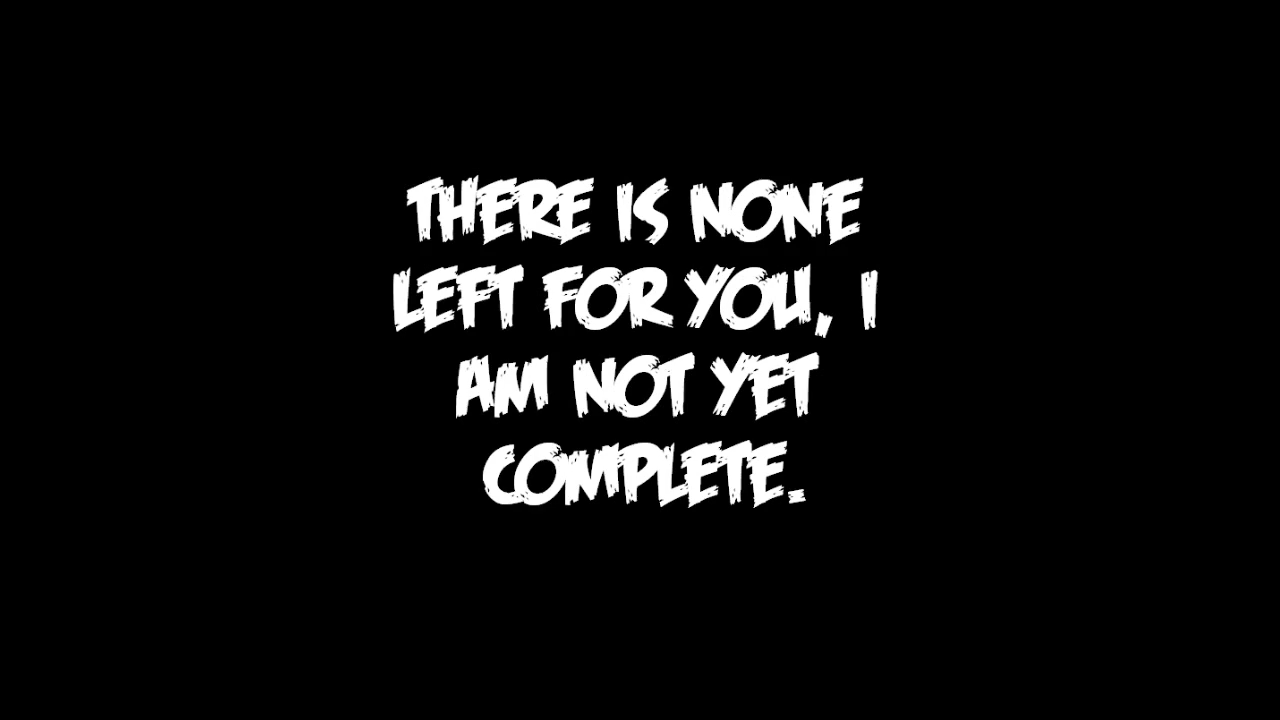 THERE IS NONE
LEFT FOR YOU, I
AM NOT YET
COMPLETE.